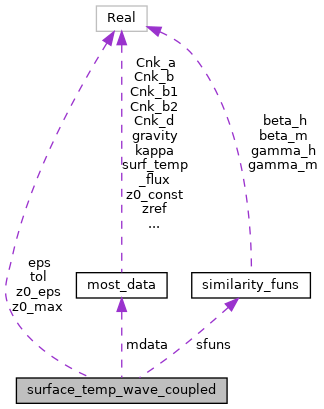 Real
Cnk_a
Cnk_b
Cnk_b1
Cnk_b2
Cnk_d
gravity
kappa
surf_temp
_flux
z0_const
zref
...
beta_h
beta_m
gamma_h
gamma_m
eps
tol
z0_eps
z0_max
most_data
similarity_funs
mdata
sfuns
surface_temp_wave_coupled